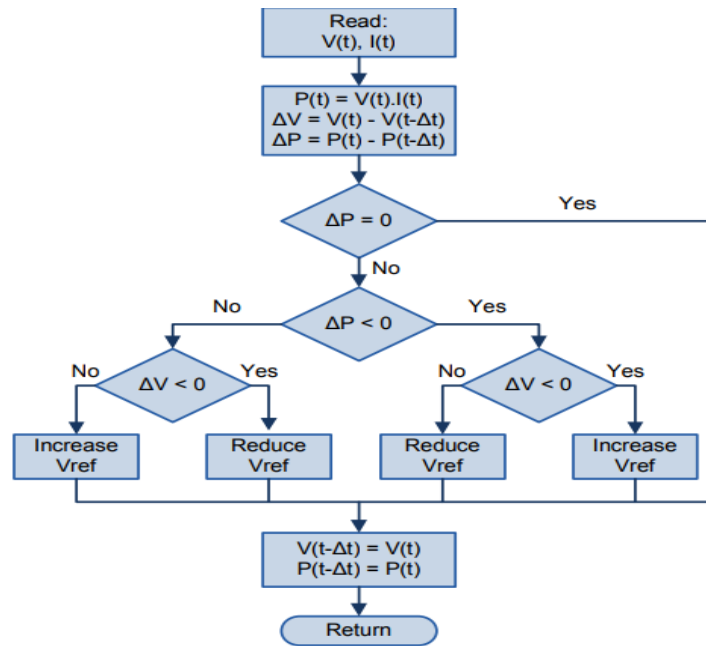 Read:
V(t), I(t)
P(t) = V(t).I(t)
ΔV = V(t) - V(t-Δt)
ΔP = P(t) - P(t-Δt)
ΔP = 0
Yes
No
ΔP < 0
No
Yes
ΔV < 0
No
Yes
ΔV < 0
No
Yes
Increase
Vref
Reduce
Vref
Reduce
Vref
Increase
Vref
V(t-Δt) = V(t)
P(t-Δt) = P(t)
Return